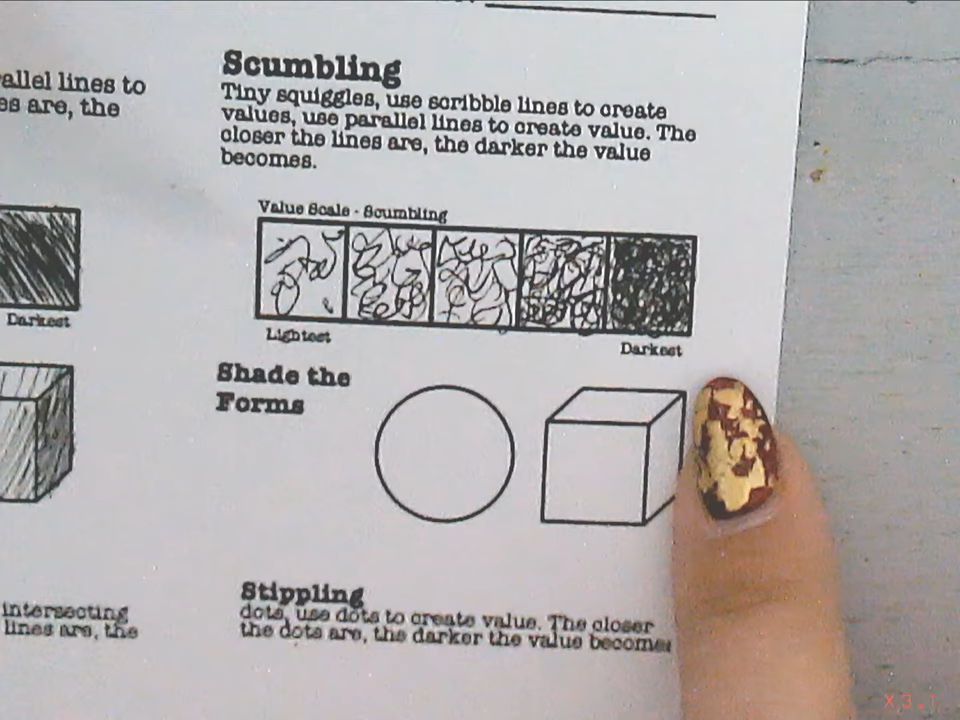 allel lines to
es are, the
Darkest
intersecting
lines are, the
Scumbling
Tiny squiggles, use scribble lines to create
values, use parallel lines to create value. The
closer the lines are, the darker the value
becomes.
Value Scale - Scumbling
Lightest
Darkest
Shade the
Forms
Stippling
dots, use dots to create value. The closer
the dots are, the darker the value becomes
X3.1